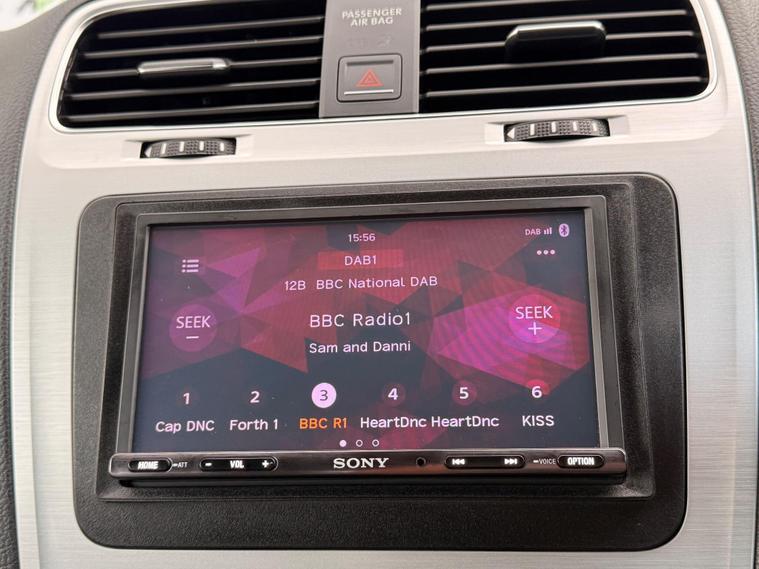 PASSENGER
AIR BAG
15:56
DAB
DAB1
12B BBC National DAB
SEEK
−
BBC Radio1
SEEK
+
Sam and Danni
1 2 3 4 5 6
Cap DNC Forth 1 BBC R1 HeartDnc HeartDnc KISS
HOME ATT − VOL + SONY VOICE OPTION